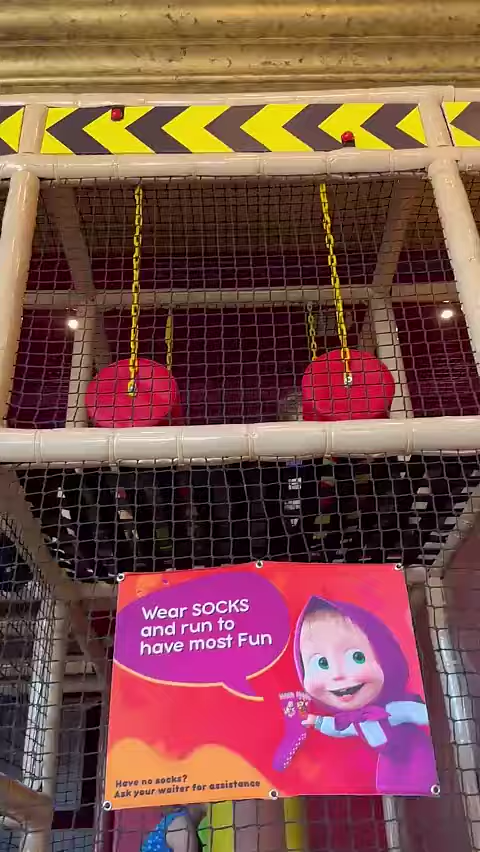 Wear SOCKS
and run to
have most Fun
Have no socks?
Ask your waiter for assistance